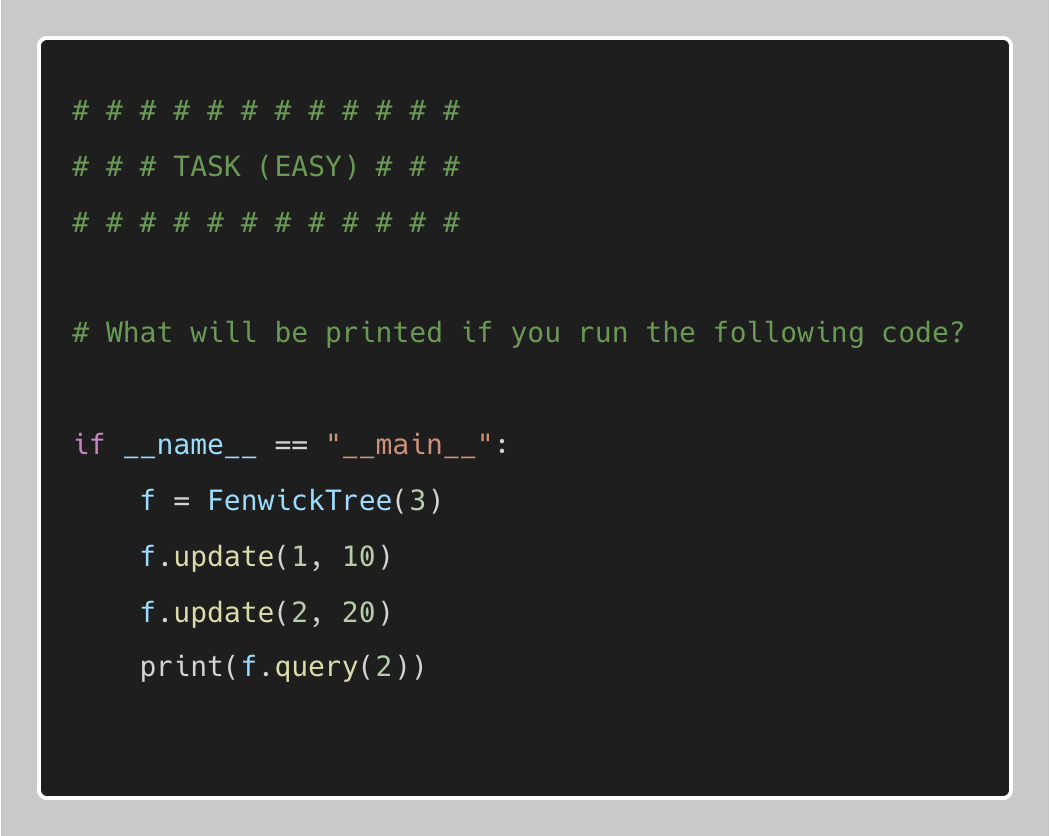 # # # # # # # # # # # #
# # # TASK (EASY) # # #
# # # # # # # # # # # #
# What will be printed if you run the following code?
if __name__ == "__main__":
    f = FenwickTree(3)
    f.update(1, 10)
    f.update(2, 20)
    print(f.query(2))